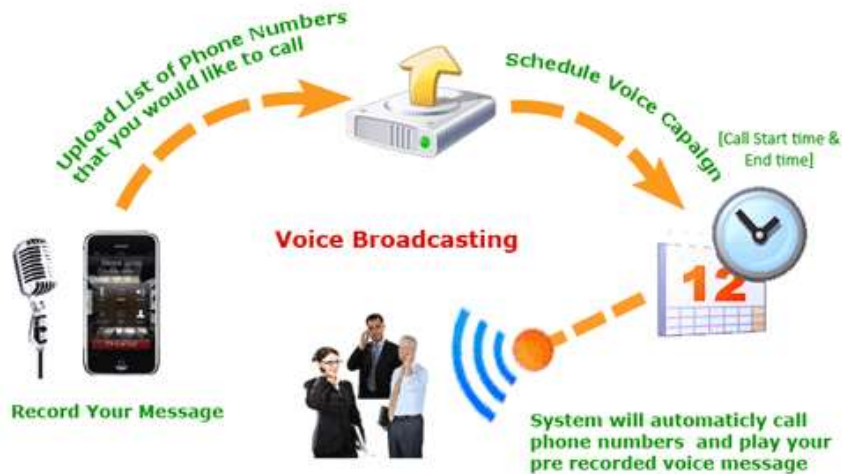 Upload List of Phone Numbers
that you would like to call
Schedule Voice Capaign
[Call Start time &
End time]
Voice Broadcasting
12
Record Your Message
System will automaticly call
phone numbers and play your
pre recorded voice message